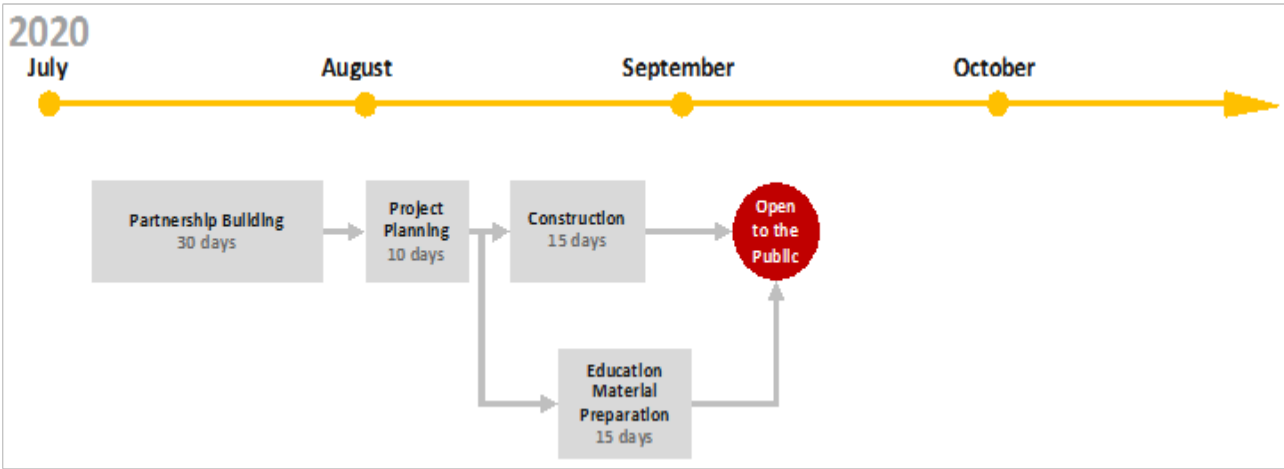 2020
July
August
September
October
Partnership Building
30 days
Project
Planning
10 days
Construction
15 days
Open
to the
Public
Education
Material
Preparation
15 days